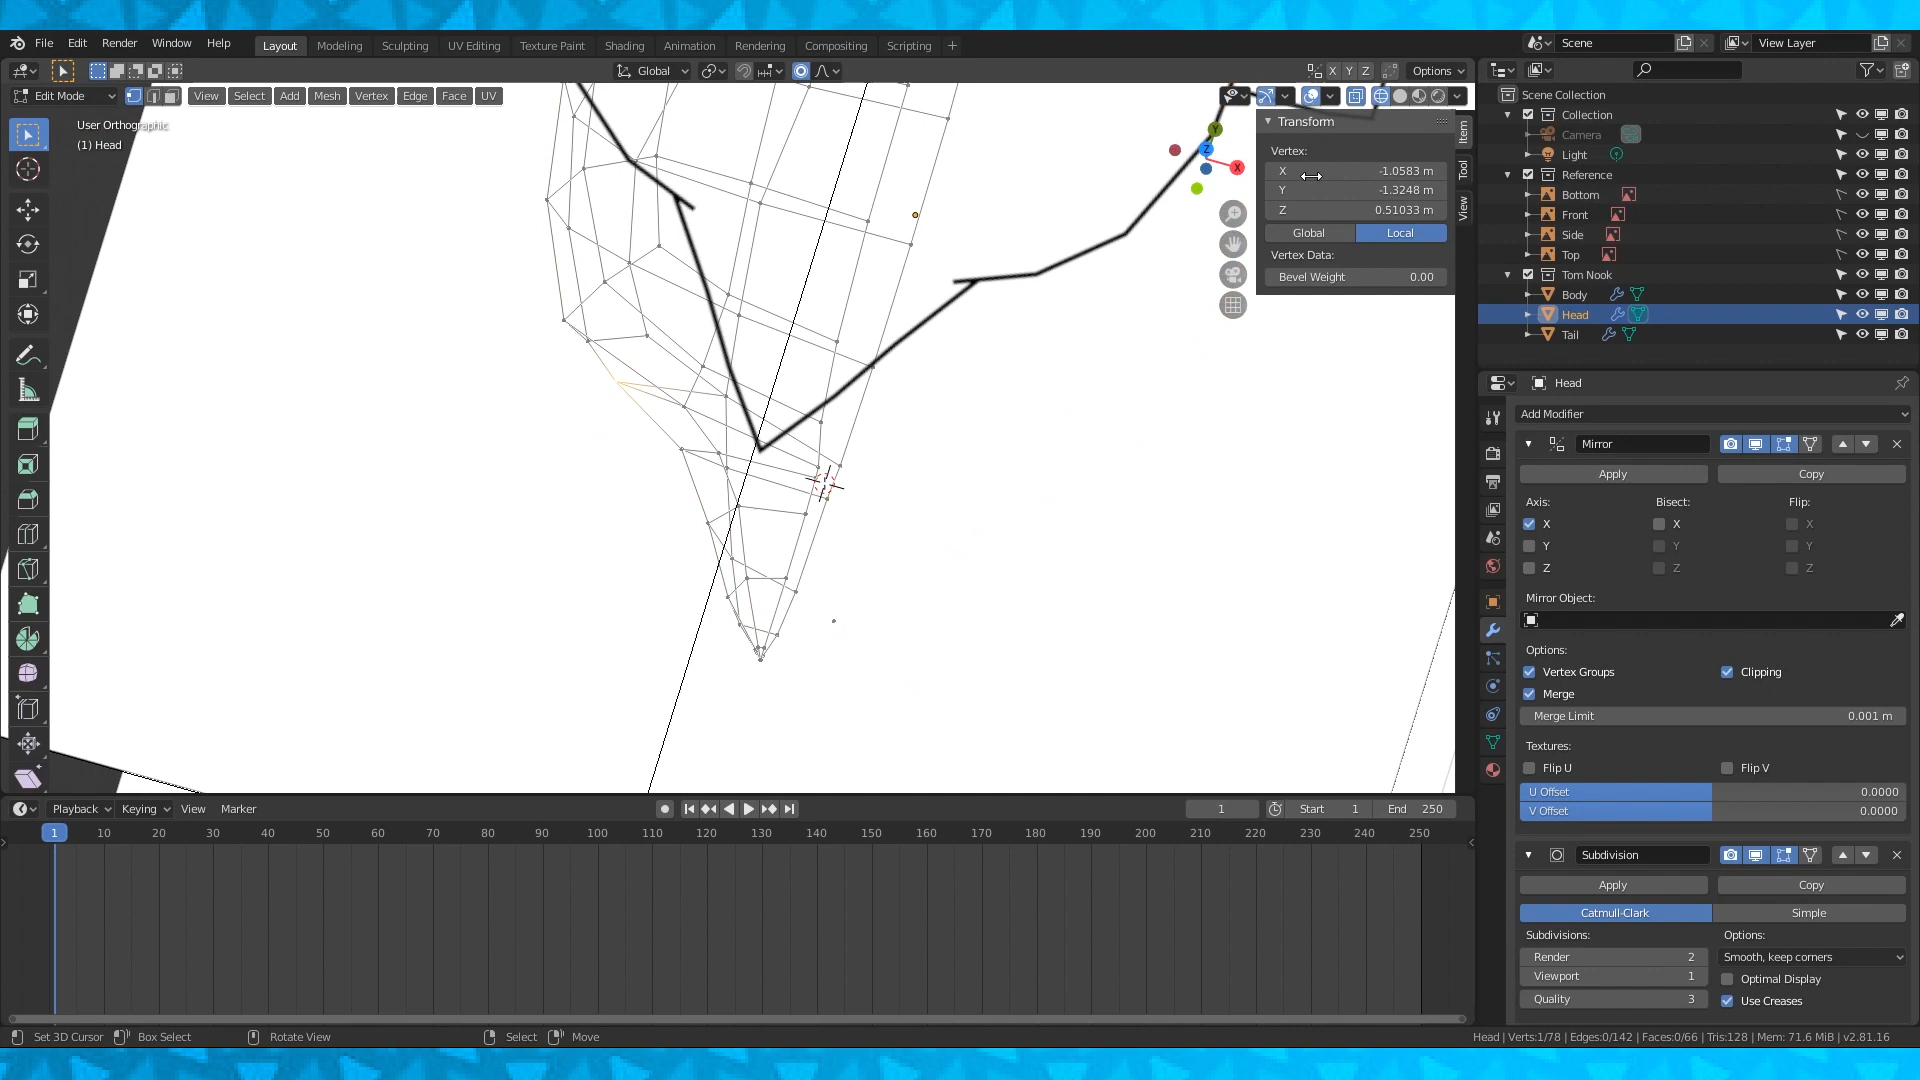 File Edit Render Window Help Layout Modeling Sculpting UV Editing Texture Paint Shading Animation Rendering Compositing Scripting + Scene View Layer
Global X Y Z Options
Edit Mode View Select Add Mesh Vertex Edge Face UV
User Orthographic
(1) Head
Transform
Vertex:
X -1.0583 m
Y -1.3248 m
Z 0.51033 m
Global Local
Vertex Data:
Bevel Weight 0.00
Item
Tool
View
Y
Z
X
Scene Collection
Collection
Camera
Light
Reference
Bottom
Front
Side
Top
Tom Nook
Body
Head
Tail
Head
Add Modifier
Mirror
Apply Copy
Axis: Bisect: Flip:
X X X
Y Y Y
Z Z Z
Mirror Object:
Options:
Vertex Groups Clipping
Merge
Merge Limit 0.001 m
Textures:
Flip U Flip V
U Offset 0.0000
V Offset 0.0000
Subdivision
Apply Copy
Catmull-Clark Simple
Subdivisions: Options:
Render 2 Smooth, keep corners
Viewport 1 Optimal Display
Quality 3 Use Creases
Playback Keying View Marker 1 Start 1 End 250
1 10 20 30 40 50 60 70 80 90 100 110 120 130 140 150 160 170 180 190 200 210 220 230 240 250
Set 3D Cursor Box Select Rotate View Select Move Head | Verts:1/78 | Edges:0/142 | Faces:0/66 | Tris:128 | Mem: 71.6 MiB | v2.81.16